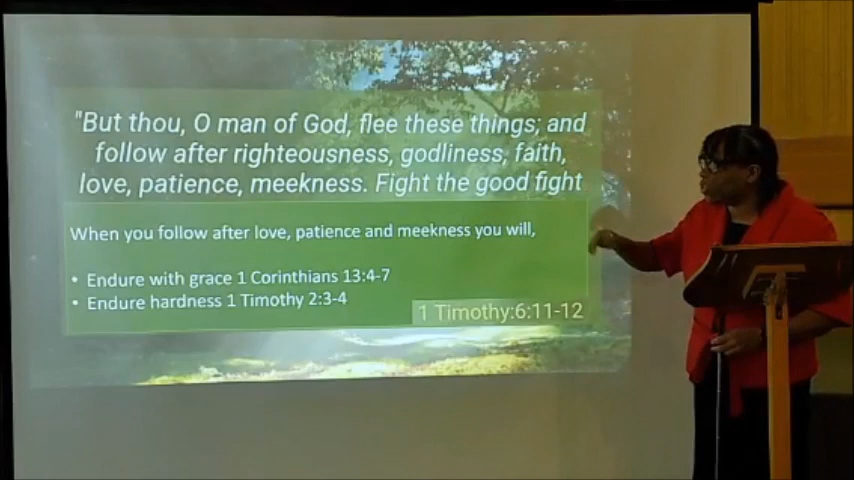 "But thou, O man of God, flee these things; and
follow after righteousness, godliness, faith,
love, patience, meekness. Fight the good fight
When you follow after love, patience and meekness you will,
• Endure with grace 1 Corinthians 13:4-7
• Endure hardness 1 Timothy 2:3-4
1 Timothy:6:11-12